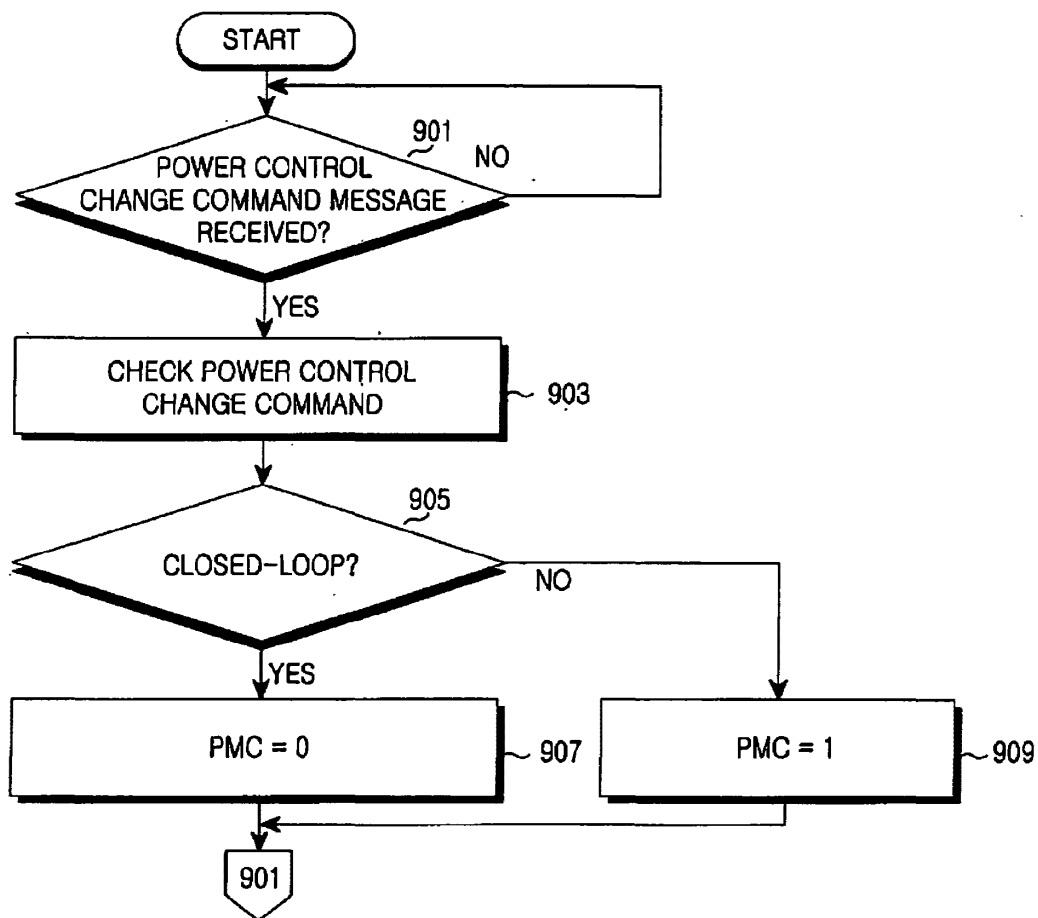 START
901
NO
POWER CONTROL
CHANGE COMMAND MESSAGE
RECEIVED?
YES
CHECK POWER CONTROL
CHANGE COMMAND
903
905
CLOSED-LOOP?
NO
YES
PMC = 0
907
PMC = 1
909
901